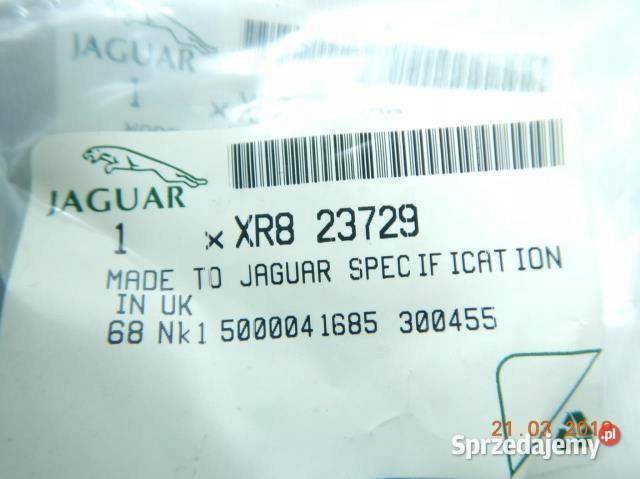 JAGUAR
1 x
JAGUAR
1 x XR8 23729
MADE TO JAGUAR SPECIFICATION
IN UK
68 Nk1 5000041685 300455
21.03
Sprzedajemy.pl